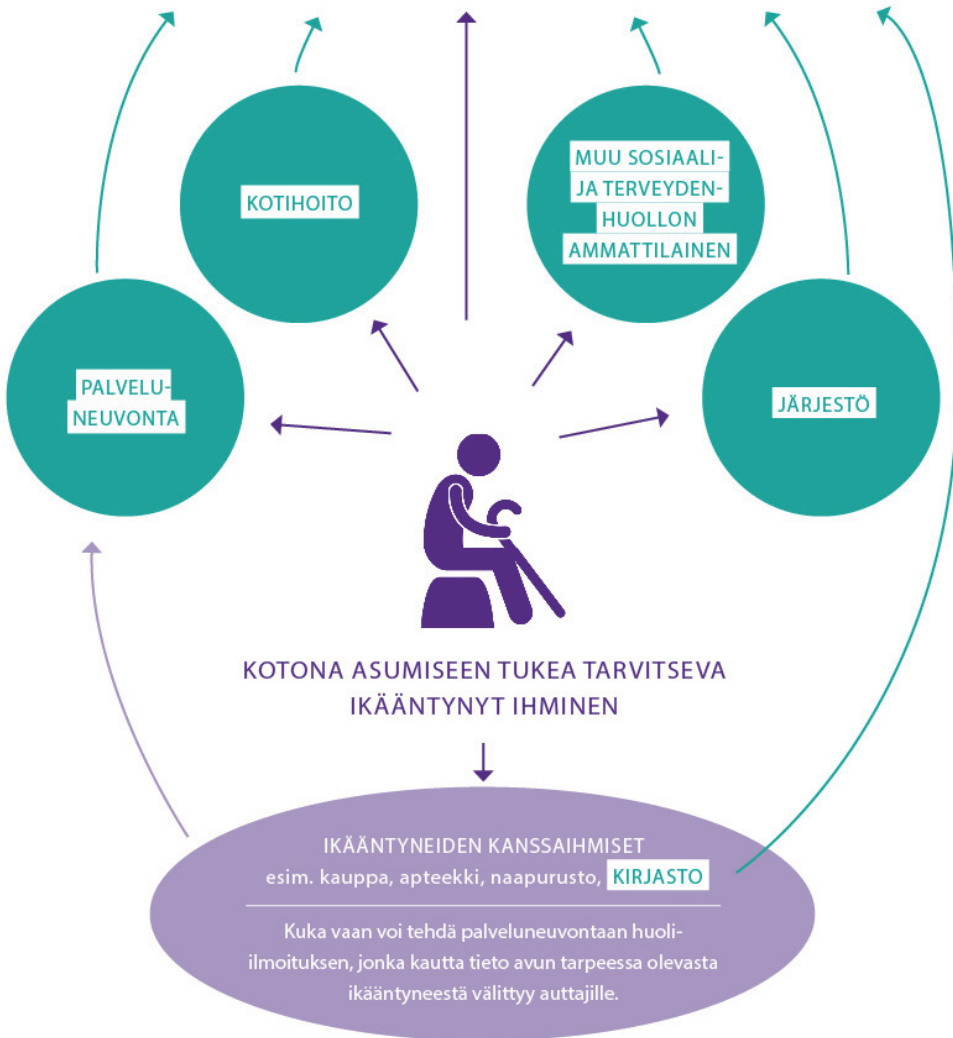 KOTIHOITO
MUU SOSIAALI-
JA TERVEYDEN-
HUOLLON
AMMATTILAINEN
PALVELU-
NEUVONTA
JÄRJESTÖ
KOTONA ASUMISEEN TUKEA TARVITSEVA
IKÄÄNTYNYT IHMINEN
IKÄÄNTYNEIDEN KANSSAIHMISET
esim. kauppa, apteekki, naapurusto, KIRJASTO
Kuka vaan voi tehdä palveluneuvontaan huoli-
ilmoituksen, jonka kautta tieto avun tarpeessa olevasta
ikääntyneestä välittyy auttajille.